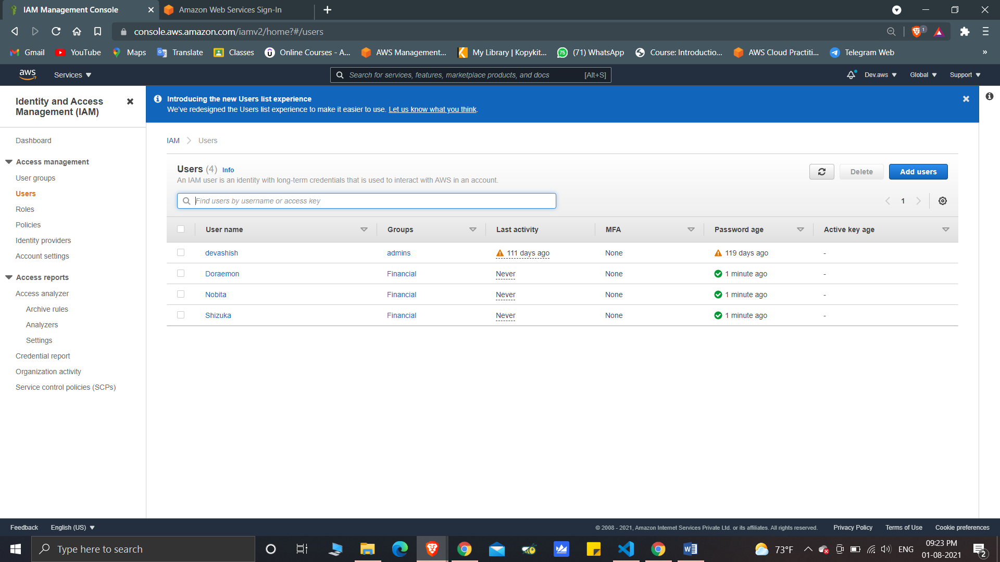 IAM Management Console
Amazon Web Services Sign-In
console.aws.amazon.com/iamv2/home?#/users
1
Gmail
YouTube
Maps
Translate
Classes
Online Courses - A...
AWS Management...
My Library | Kopykit...
75
(71) WhatsApp
Course: Introductio...
AWS Cloud Practiti...
Telegram Web
»
aws
Services
Search for services, features, marketplace products, and docs
[Alt+S]
Dev.aws
Global
Support
Identity and Access
Management (IAM)
Introducing the new Users list experience
We've redesigned the Users list experience to make it easier to use. Let us know what you think.
Dashboard
Access management
User groups
Users
Roles
Policies
Identity providers
Account settings
Access reports
Access analyzer
Archive rules
Analyzers
Settings
Credential report
Organization activity
Service control policies (SCPs)
IAM > Users
Users (4) Info
An IAM user is an identity with long-term credentials that is used to interact with AWS in an account.
Delete
Add users
Find users by username or access key
1
User name Groups Last activity MFA Password age Active key age
devashish admins 111 days ago None 119 days ago -
Doraemon Financial Never None 1 minute ago -
Nobita Financial Never None 1 minute ago -
Shizuka Financial Never None 1 minute ago -
Feedback
English (US)
© 2008 - 2021, Amazon Internet Services Private Ltd. or its affiliates. All rights reserved.
Privacy Policy
Terms of Use
Cookie preferences
Type here to search
73°F
ENG
09:23 PM
01-08-2021
2